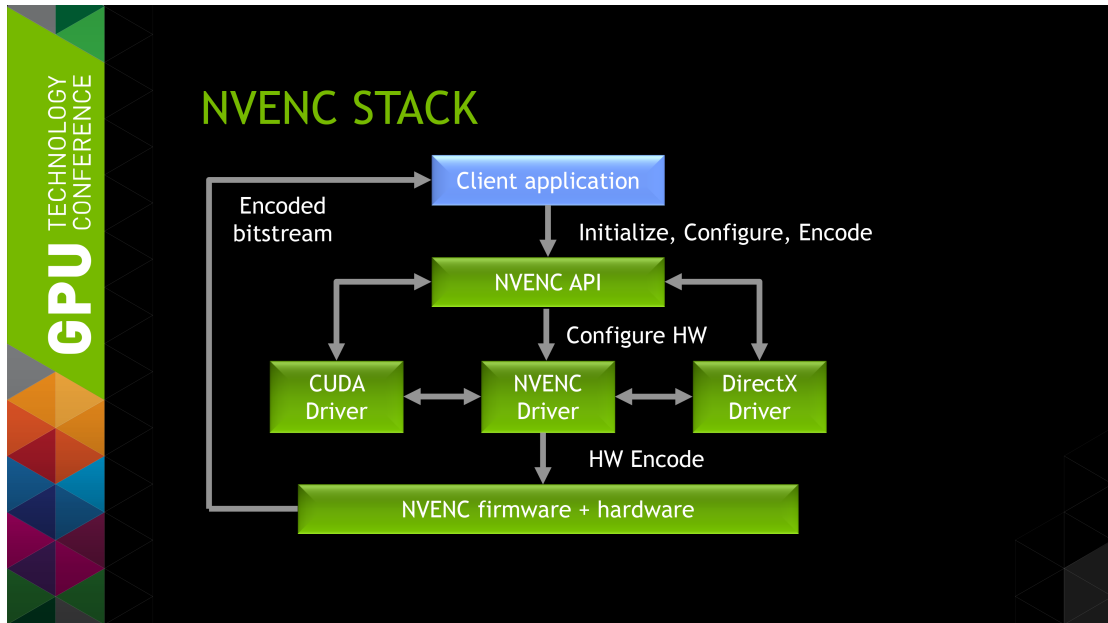 GPU TECHNOLOGY
CONFERENCE
NVENC STACK
Client application
Encoded
bitstream
Initialize, Configure, Encode
NVENC API
Configure HW
CUDA
Driver
NVENC
Driver
DirectX
Driver
HW Encode
NVENC firmware + hardware